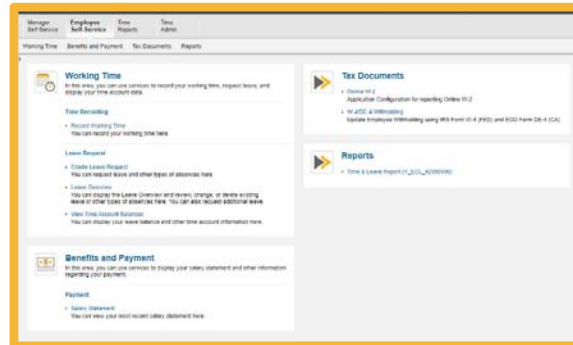 Manager Self-Service
Employee Self-Service
Time Reports
Time Admin
Working Time Benefits and Payment Tax Documents Reports
Working Time
In this area, you can use services to record your working time, request leave, and
display your time account data.
Time Recording
Record Working Time
You can record your working time here.
Leave Request
Create Leave Request
You can request leave and other types of absences here.
Leave Overview
You can display the Leave Overview and review, change, or delete existing
leave or other types of absences here. You can also request additional leave.
View Time Account Balances
You can display your leave balance and other time account information here.
Benefits and Payment
In this area, you can use services to display your salary statement and other information
regarding your payment.
Payment
Salary Statement
You can view your most recent salary statement here.
Tax Documents
Online W-2
Application Configuration for reporting Online W-2
W-4/DE-4 Withholding
Update Employee Withholding using IRS Form W-4 (FED) and EDD Form DE-4 (CA)
Reports
Time & Leave Report